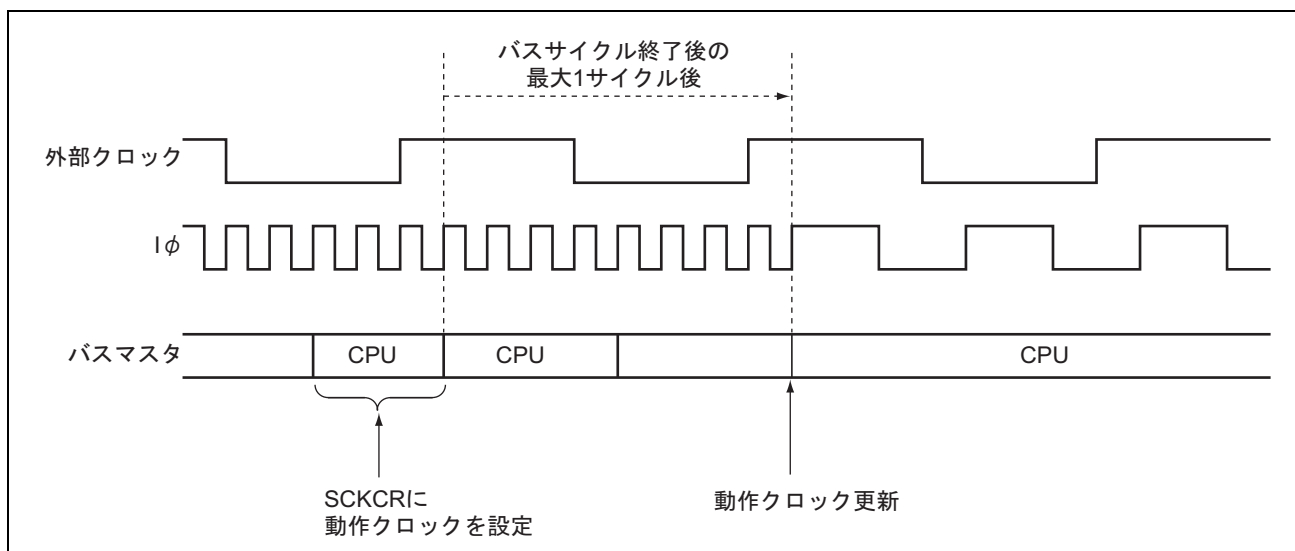 バスサイクル終了後の
最大1サイクル後
外部クロック
Iφ
バスマスタ
CPU
CPU
CPU
SCKCRに
動作クロックを設定
動作クロック更新